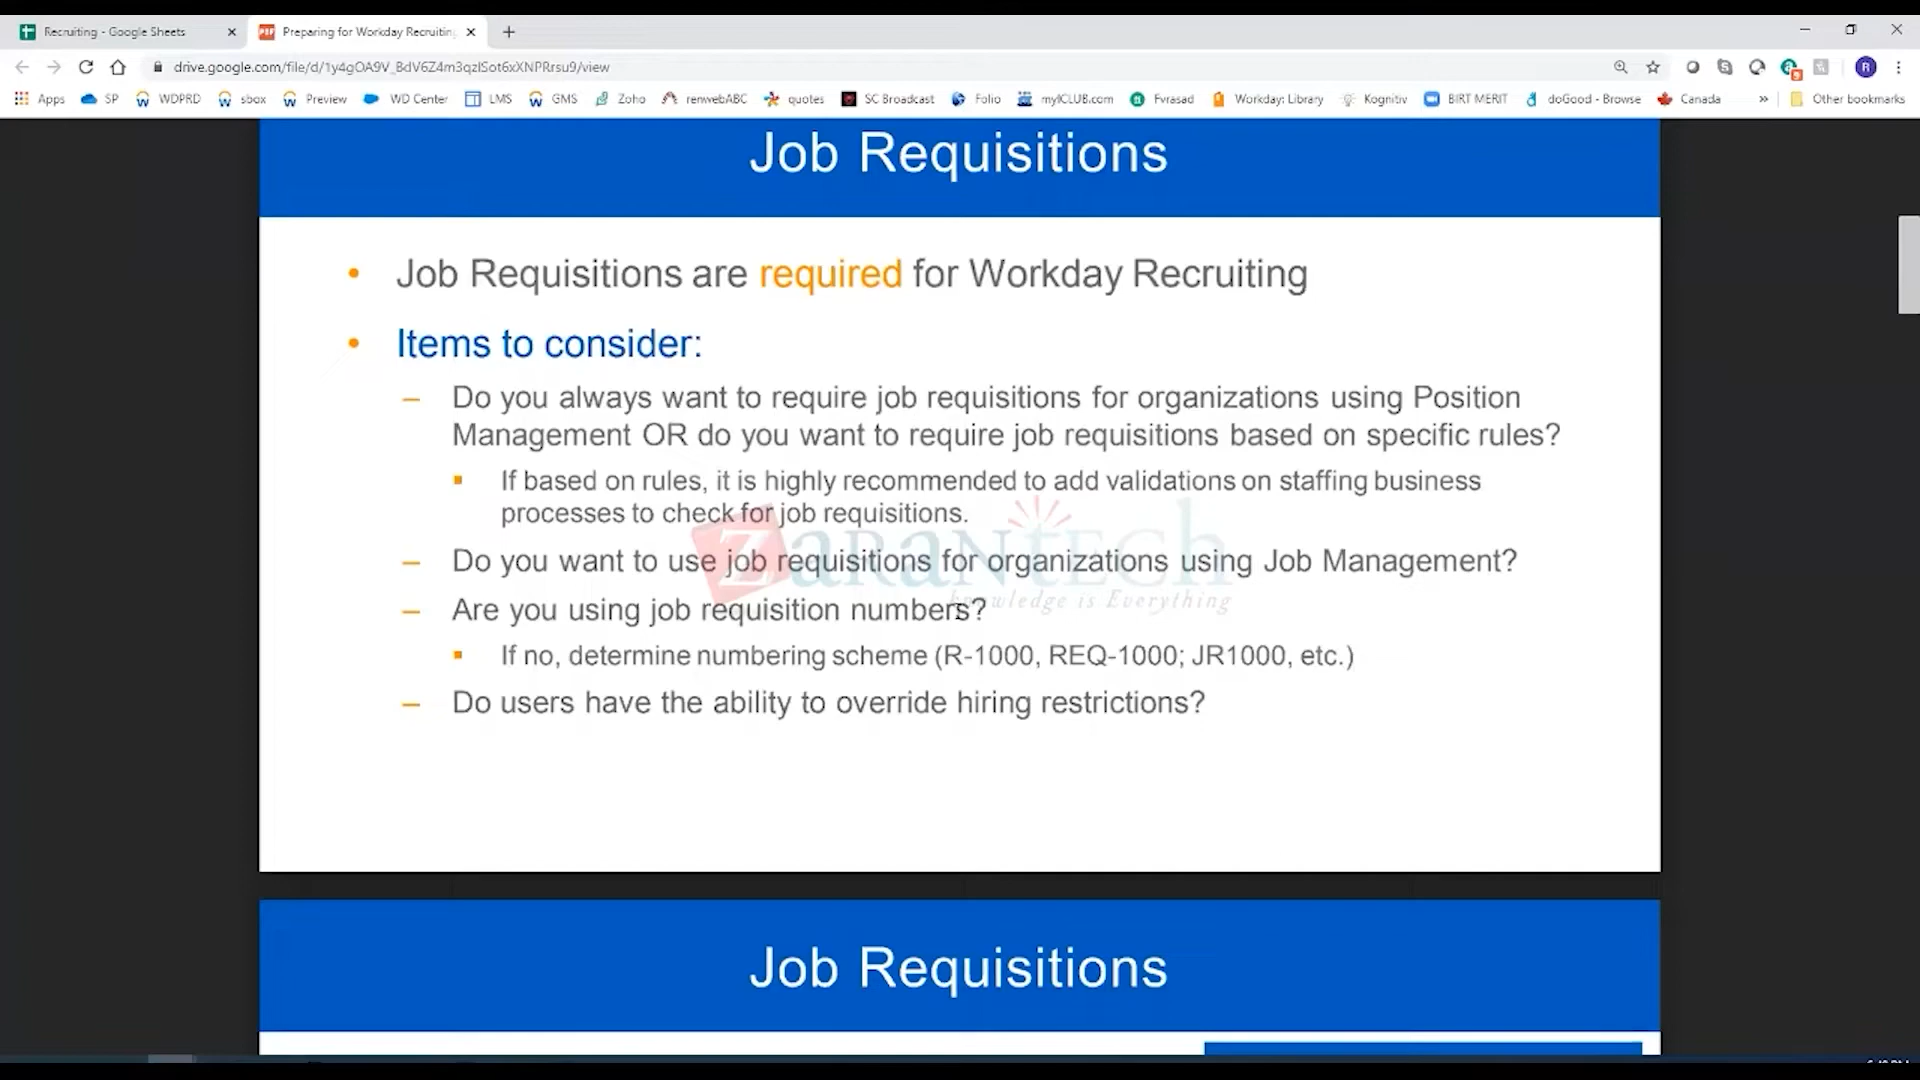 Recruiting - Google Sheets
Preparing for Workday Recruiting
drive.google.com/file/d/1y4gOA9V_BdV6Z4m3qzISot6xXNPRrsu9/view
Apps SP WDPRD sbox Preview WD Center LMS GMS Zoho renwebABC quotes SC Broadcast Folio myICLUB.com Fvrasad Workday: Library Kognitiv BIRT MERIT doGood - Browse Canada » Other bookmarks
Job Requisitions
• Job Requisitions are required for Workday Recruiting
• Items to consider:
– Do you always want to require job requisitions for organizations using Position
Management OR do you want to require job requisitions based on specific rules?
▪ If based on rules, it is highly recommended to add validations on staffing business
processes to check for job requisitions.
– Do you want to use job requisitions for organizations using Job Management?
– Are you using job requisition numbers?
▪ If no, determine numbering scheme (R-1000, REQ-1000; JR1000, etc.)
– Do users have the ability to override hiring restrictions?
ZaranTech
knowledge is Everything
Job Requisitions